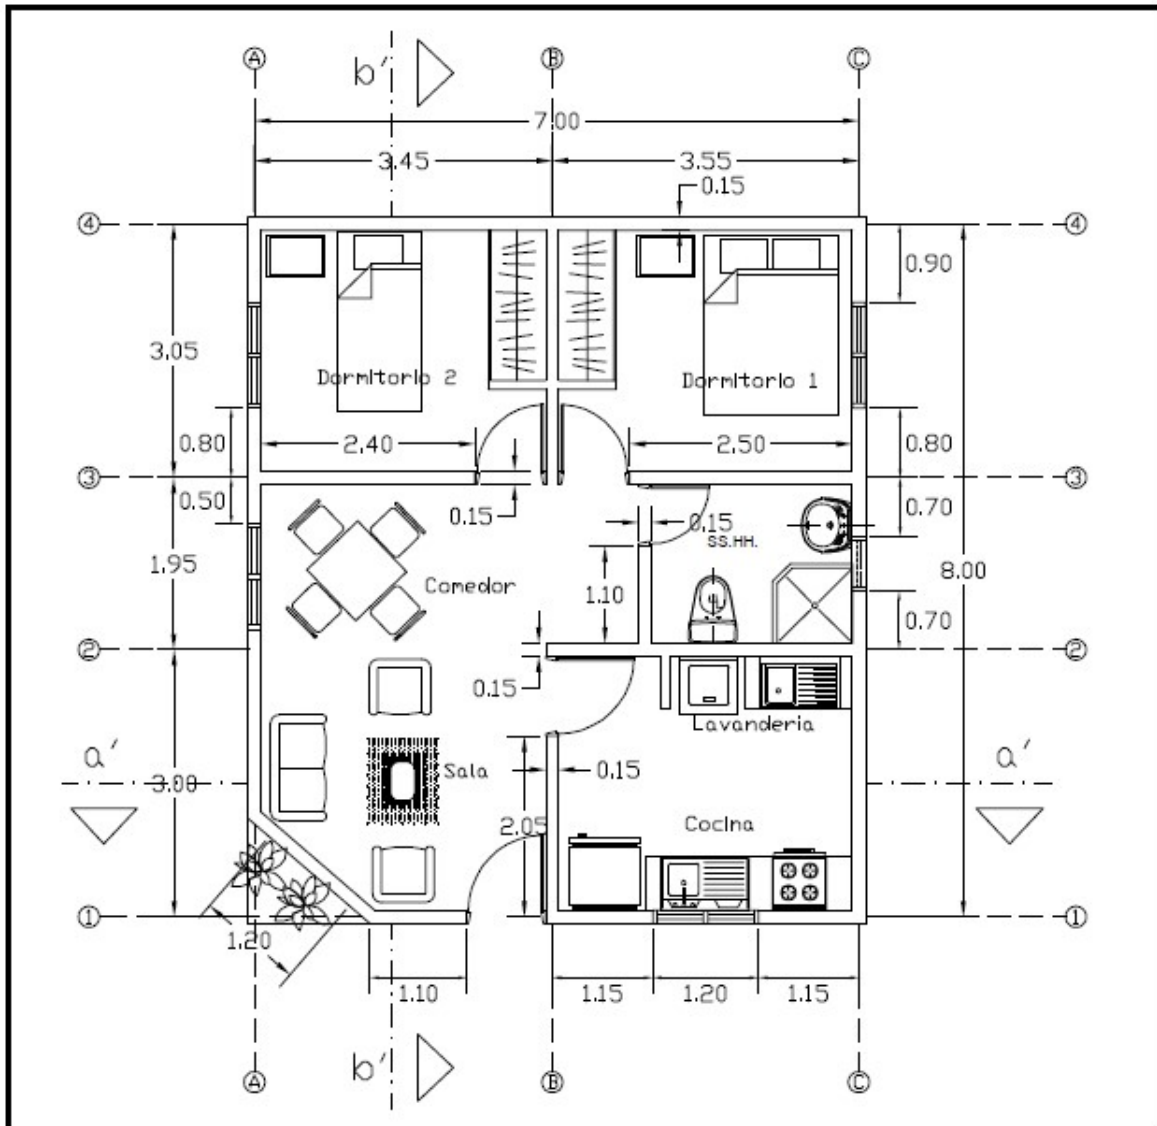 A B C
b'
7.00
3.45 3.55
0.15
4 4
0.90
3.05
Dormitorio 2 Dormitorio 1
0.80 2.40 2.50 0.80
3 3
0.50 0.15 0.15 0.70
SS.HH.
1.95 Comedor 1.10 8.00
0.70
2 2
0.15
Lavanderia
a' Sala 0.15 a'
3.00
2.05 Cocina
1 1
1.20
1.10 1.15 1.20 1.15
b'
A B C